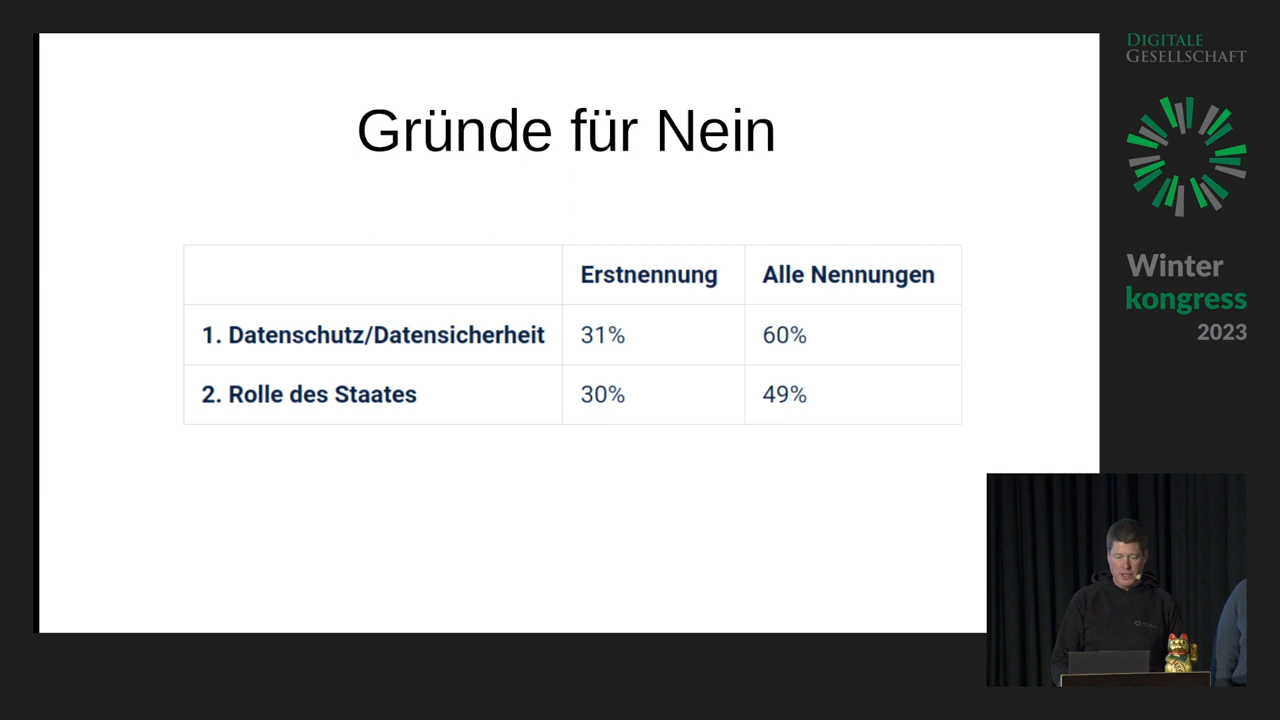 Gründe für Nein
Erstnennung Alle Nennungen
1. Datenschutz/Datensicherheit 31% 60%
2. Rolle des Staates 30% 49%
DIGITALE
GESELLSCHAFT
Winter
kongress
2023